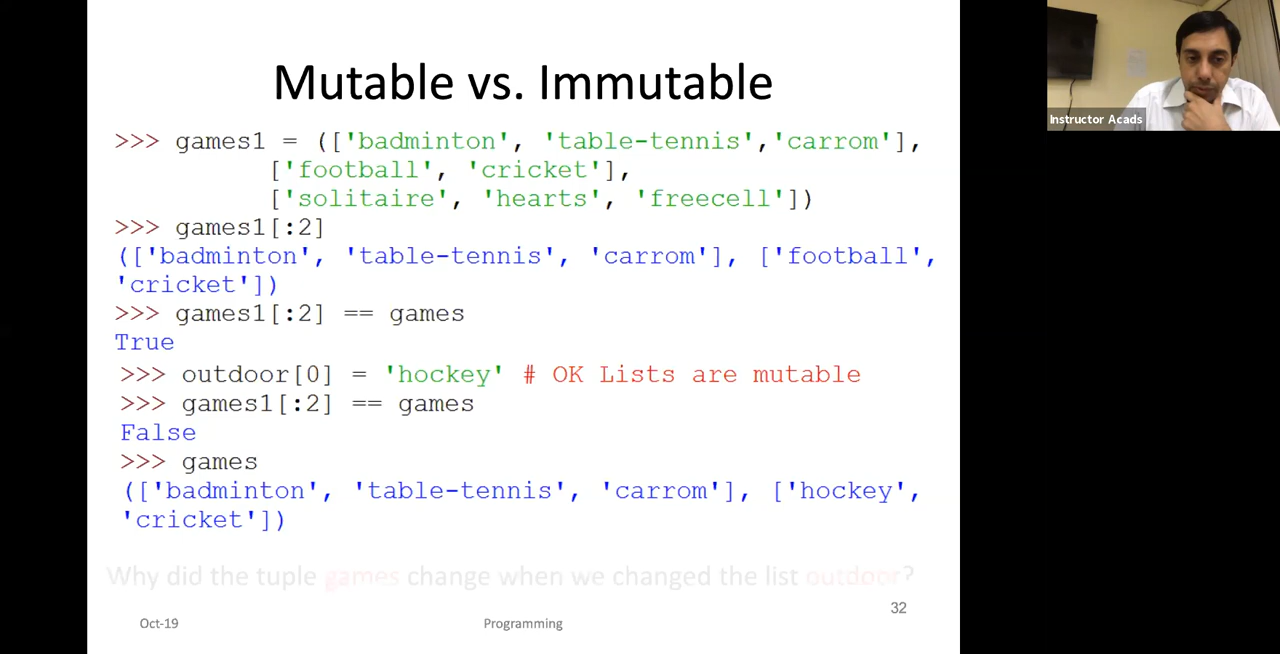 Mutable vs. Immutable
>>> games1 = (['badminton', 'table-tennis','carrom'],
['football', 'cricket'],
['solitaire', 'hearts', 'freecell'])
>>> games1[:2]
(['badminton', 'table-tennis', 'carrom'], ['football',
'cricket'])
>>> games1[:2] == games
True
>>> outdoor[0] = 'hockey' # OK Lists are mutable
>>> games1[:2] == games
False
>>> games
(['badminton', 'table-tennis', 'carrom'], ['hockey',
'cricket'])
Why did the tuple games change when we changed the list outdoor?
32
Oct-19
Programming
Instructor Acads